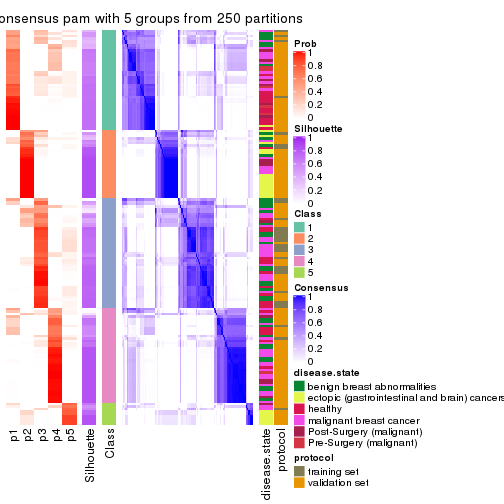 onsensus pam with 5 groups from 250 partitions
Prob
1
0.8
0.6
0.4
0.2
0
Silhouette
1
0.8
0.6
0.4
0.2
0
Class
1
2
3
4
5
Consensus
1
0.8
0.6
0.4
0.2
0
disease.state
benign breast abnormalities
ectopic (gastrointestinal and brain) cancers
healthy
malignant breast cancer
Post-Surgery (malignant)
Pre-Surgery (malignant)
protocol
training set
validation set
p1
p2
p3
p4
p5
Silhouette
Class
disease.state
protocol